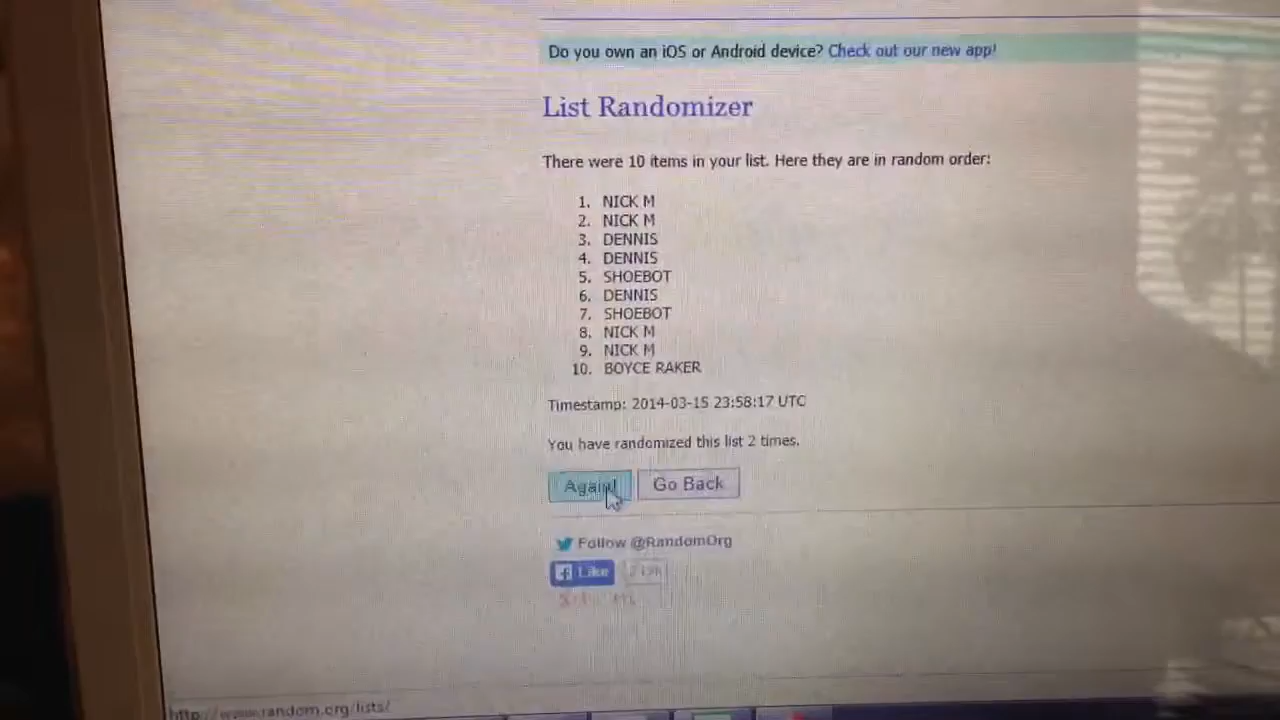 Do you own an iOS or Android device? Check out our new app!
List Randomizer
There were 10 items in your list. Here they are in random order:
1. NICK M
2. NICK M
3. DENNIS
4. DENNIS
5. SHOEBOT
6. DENNIS
7. SHOEBOT
8. NICK M
9. NICK M
10. BOYCE RAKER
Timestamp: 2014-03-15 23:58:17 UTC
You have randomized this list 2 times.
Again! Go Back
Follow @RandomOrg
Like
http://www.random.org/lists/